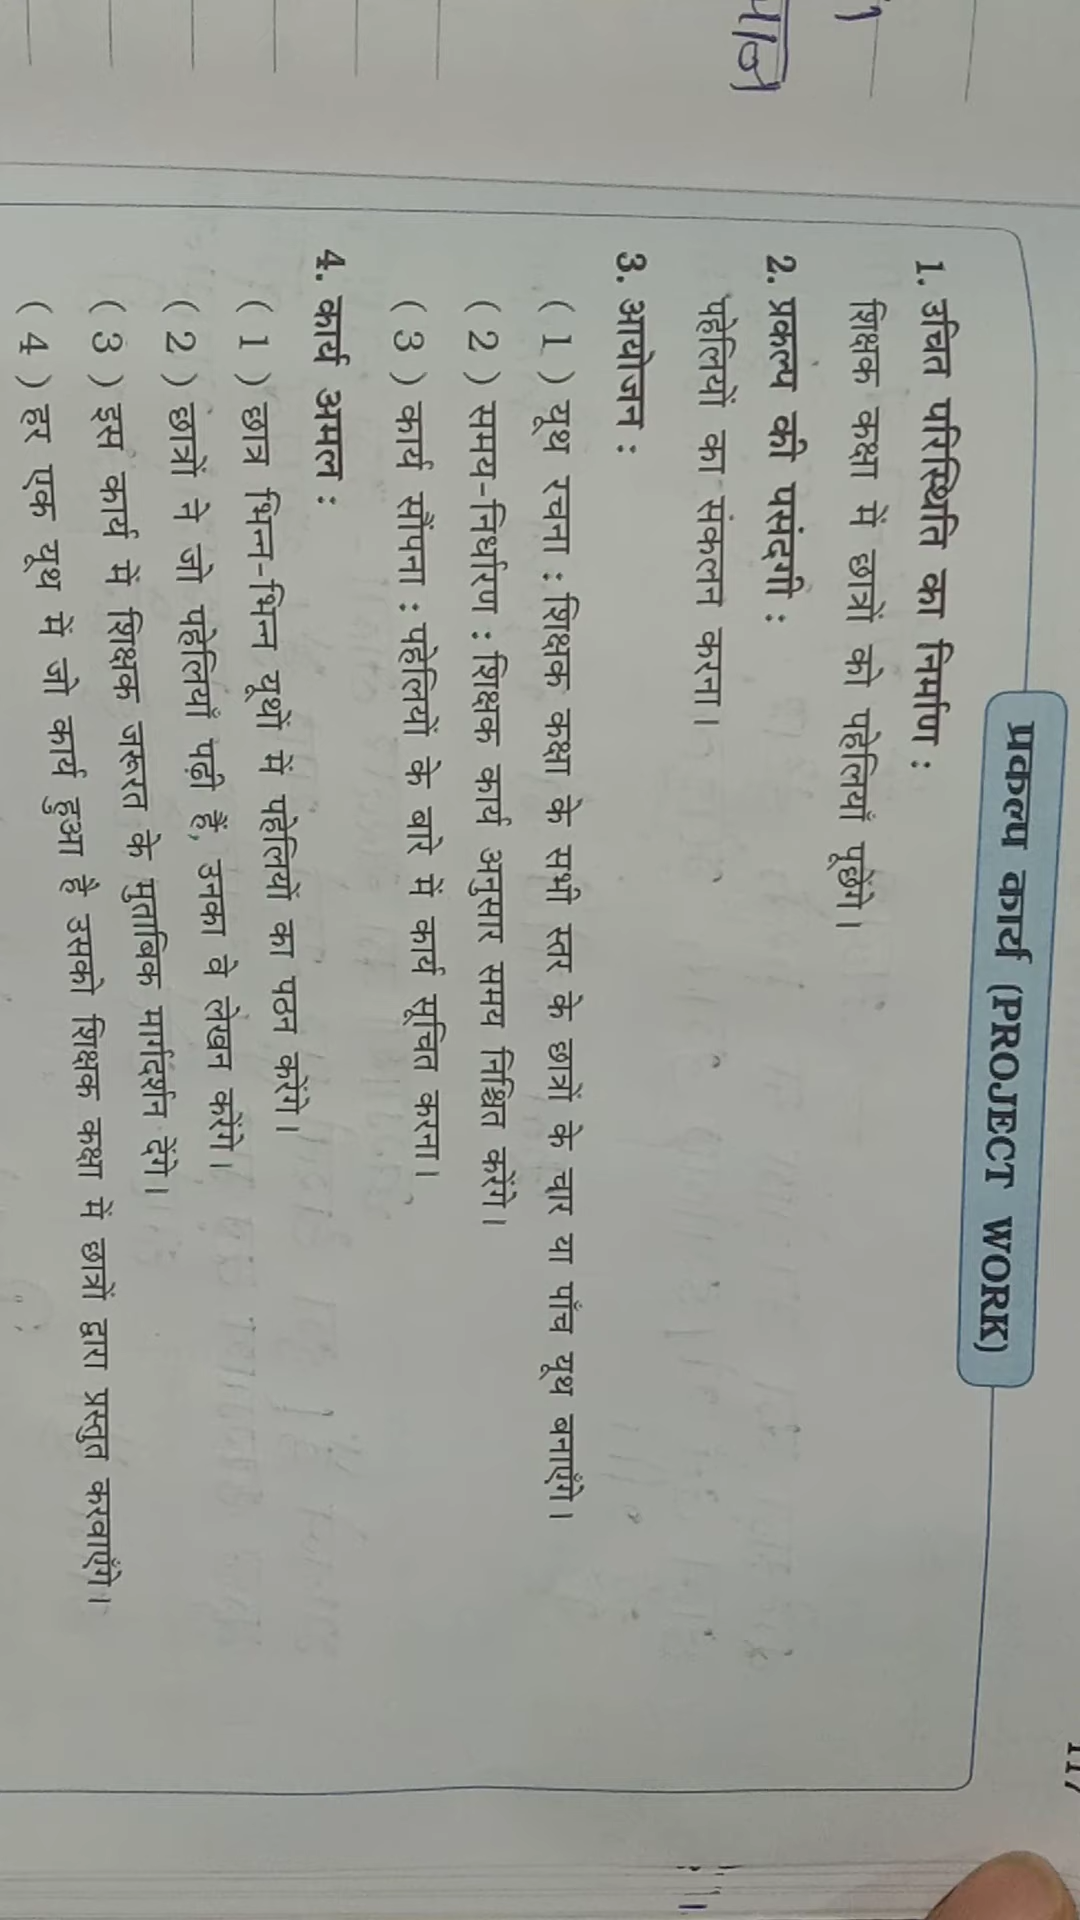 117
प्रकल्प कार्य (PROJECT WORK)
1. उचित परिस्थिति का निर्माण :
शिक्षक कक्षा में छात्रों को पहेलियाँ पूछेंगे।
2. प्रकल्प की पसंदगी :
पहेलियों का संकलन करना।
3. आयोजन :
( 1 ) यूथ रचना : शिक्षक कक्षा के सभी स्तर के छात्रों के चार या पाँच यूथ बनाएँगे।
( 2 ) समय-निर्धारण : शिक्षक कार्य अनुसार समय निश्चित करेंगे।
( 3 ) कार्य सौंपना : पहेलियों के बारे में कार्य सूचित करना।
4. कार्य अमल :
( 1 ) छात्र भिन्न-भिन्न यूथों में पहेलियों का पठन करेंगे।
( 2 ) छात्रों ने जो पहेलियाँ पढ़ी हैं, उनका वे लेखन करेंगे।
( 3 ) इस कार्य में शिक्षक जरूरत के मुताबिक मार्गदर्शन देंगे।
( 4 ) हर एक यूथ में जो कार्य हुआ है उसको शिक्षक कक्षा में छात्रों द्वारा प्रस्तुत करवाएँगे।